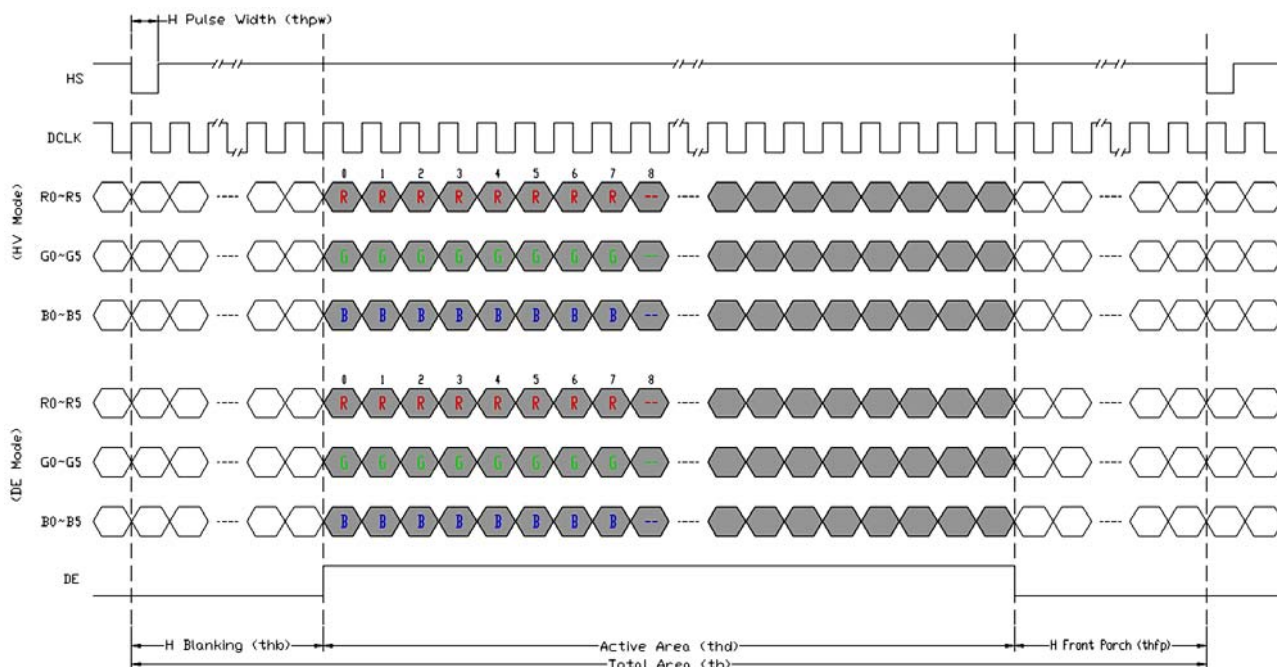 H Pulse Width (thpw)
HS
DCLK
(HV Mode)
0 1 2 3 4 5 6 7 8
R0~R5 R R R R R R R R -- ----
G0~G5 G G G G G G G G -- ----
B0~B5 B B B B B B B B -- ----
(DE Mode)
0 1 2 3 4 5 6 7 8
R0~R5 R R R R R R R R -- ----
G0~G5 G G G G G G G G -- ----
B0~B5 B B B B B B B B -- ----
DE
H Blanking (thb) Active Area (thd) H Front Porch (thfp)
Total Area (th)